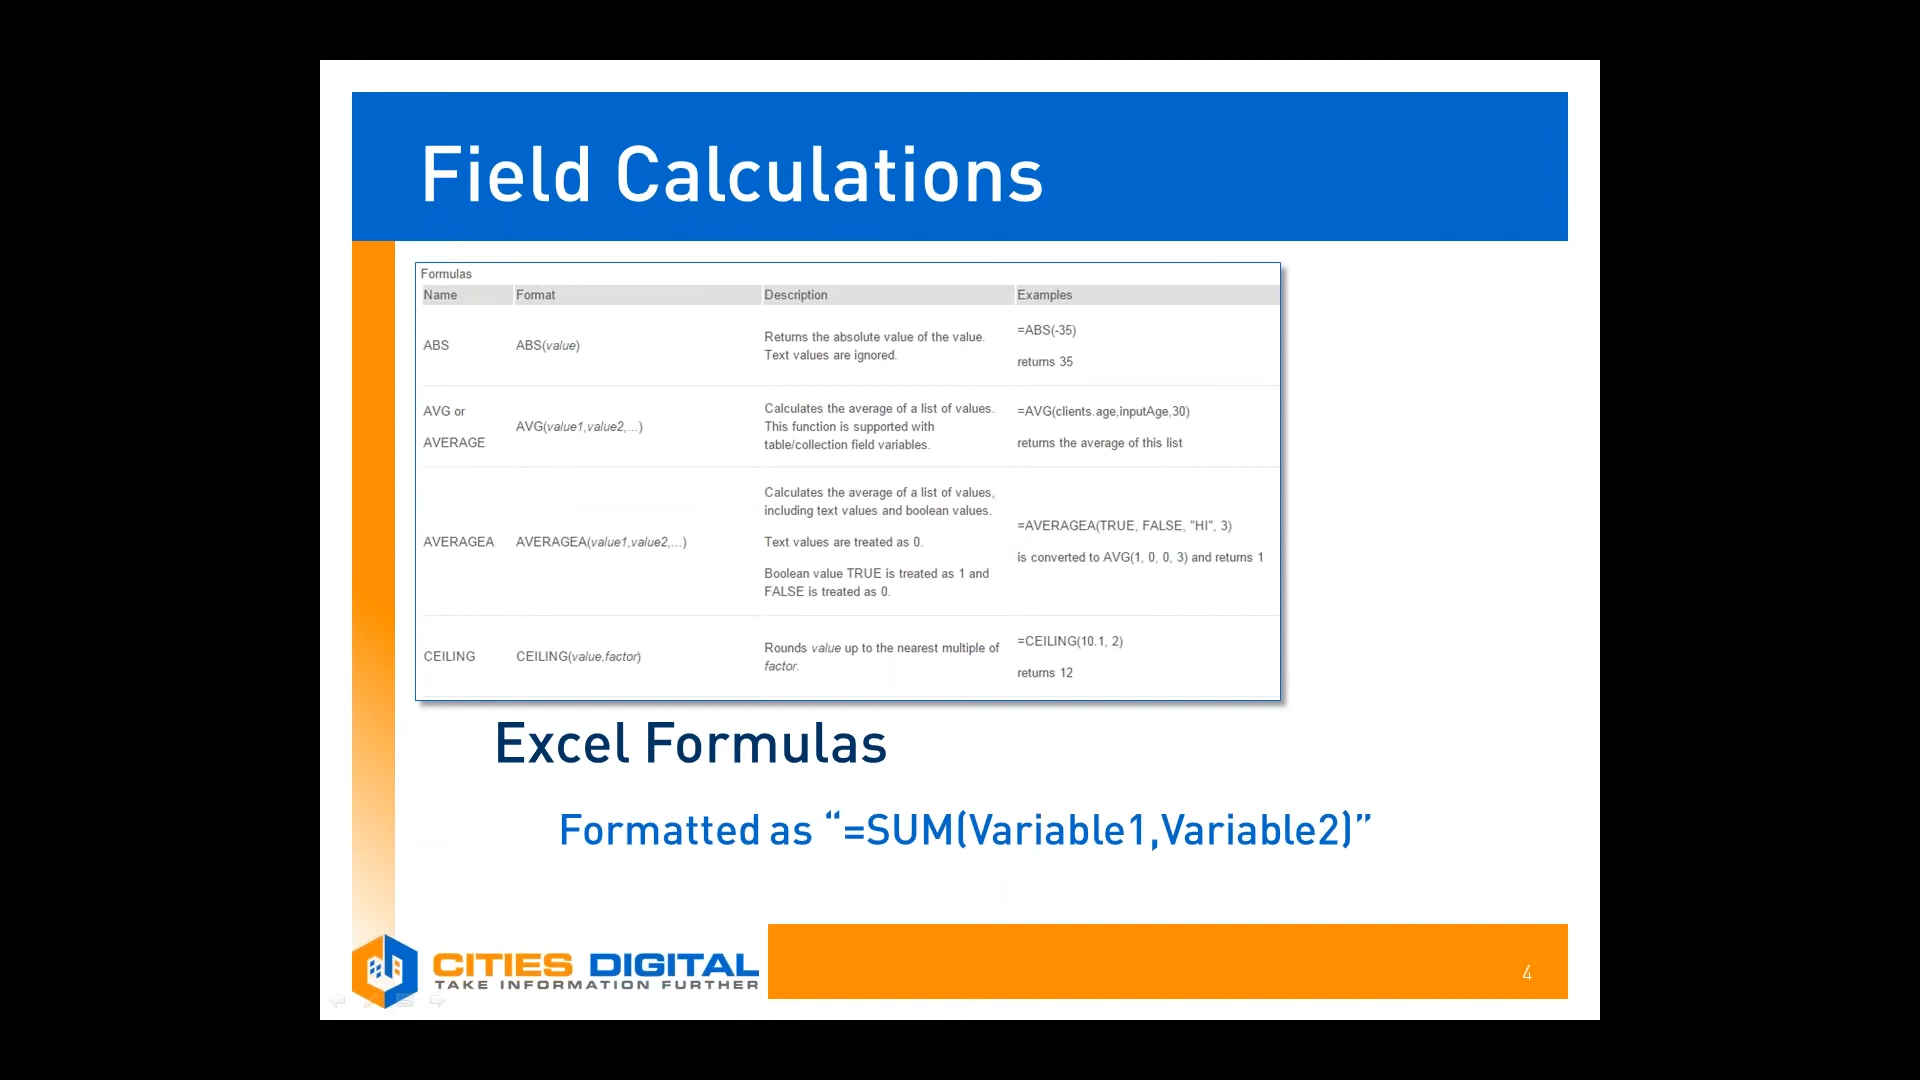 Field Calculations
Formulas
Name Format Description Examples
ABS ABS(value) Returns the absolute value of the value.
Text values are ignored.
=ABS(-35)
returns 35
AVG or
AVERAGE
AVG(value1,value2,...)
Calculates the average of a list of values.
This function is supported with
table/collection field variables.
=AVG(clients.age,inputAge,30)
returns the average of this list
AVERAGEA AVERAGEA(value1,value2,...)
Calculates the average of a list of values,
including text values and boolean values.
Text values are treated as 0.
Boolean value TRUE is treated as 1 and
FALSE is treated as 0.
=AVERAGEA(TRUE, FALSE, "HI", 3)
is converted to AVG(1, 0, 0, 3) and returns 1
CEILING CEILING(value,factor)
Rounds value up to the nearest multiple of
factor.
=CEILING(10.1, 2)
returns 12
Excel Formulas
Formatted as “=SUM(Variable1,Variable2)”
CITIES DIGITAL
TAKE INFORMATION FURTHER
4